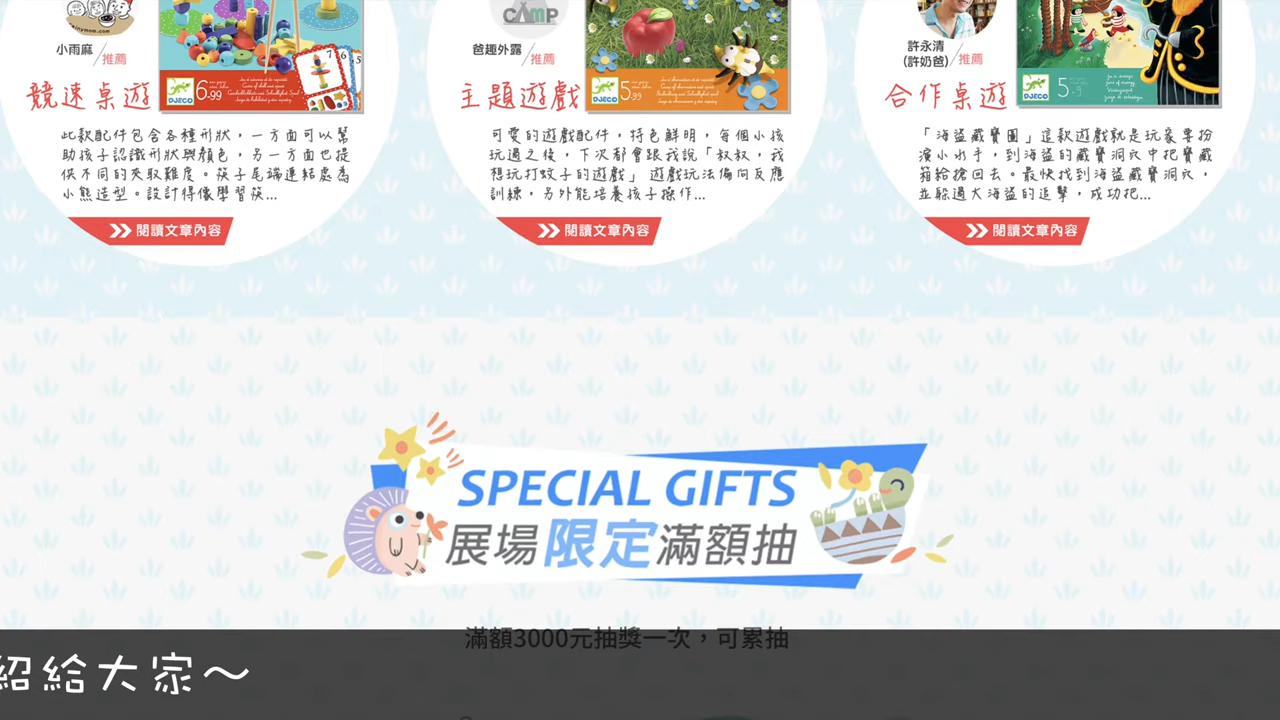 CAMP
小雨麻／推薦
爸趣外露／推薦
許永清
(許奶爸)／推薦
競速桌遊
DJECO
6-99
主題遊戲
DJECO
5-99
合作桌遊
DJECO
5-9
此款配件包含各種形狀，一方面可以幫
助孩子認識形狀與顏色，另一方面也提
供不同的夾取難度。筷子尾端連結處為
小熊造型。設計得像學習筷...
可愛的遊戲配件，特色鮮明，每個小孩
玩過之後，下次都會跟我說「叔叔，我
想玩打蚊子的遊戲」 遊戲玩法偏向反應
訓練，另外能培養孩子操作...
「海盜藏寶圖」這款遊戲就是玩家要扮
演小水手，到海盜的藏寶洞穴中把寶藏
箱給搶回去。最快找到海盜藏寶洞穴，
並躲過大海盜的追擊，成功把...
閱讀文章內容
閱讀文章內容
閱讀文章內容
SPECIAL GIFTS
展場限定滿額抽
滿額3000元抽獎一次，可累抽
紹給大家～